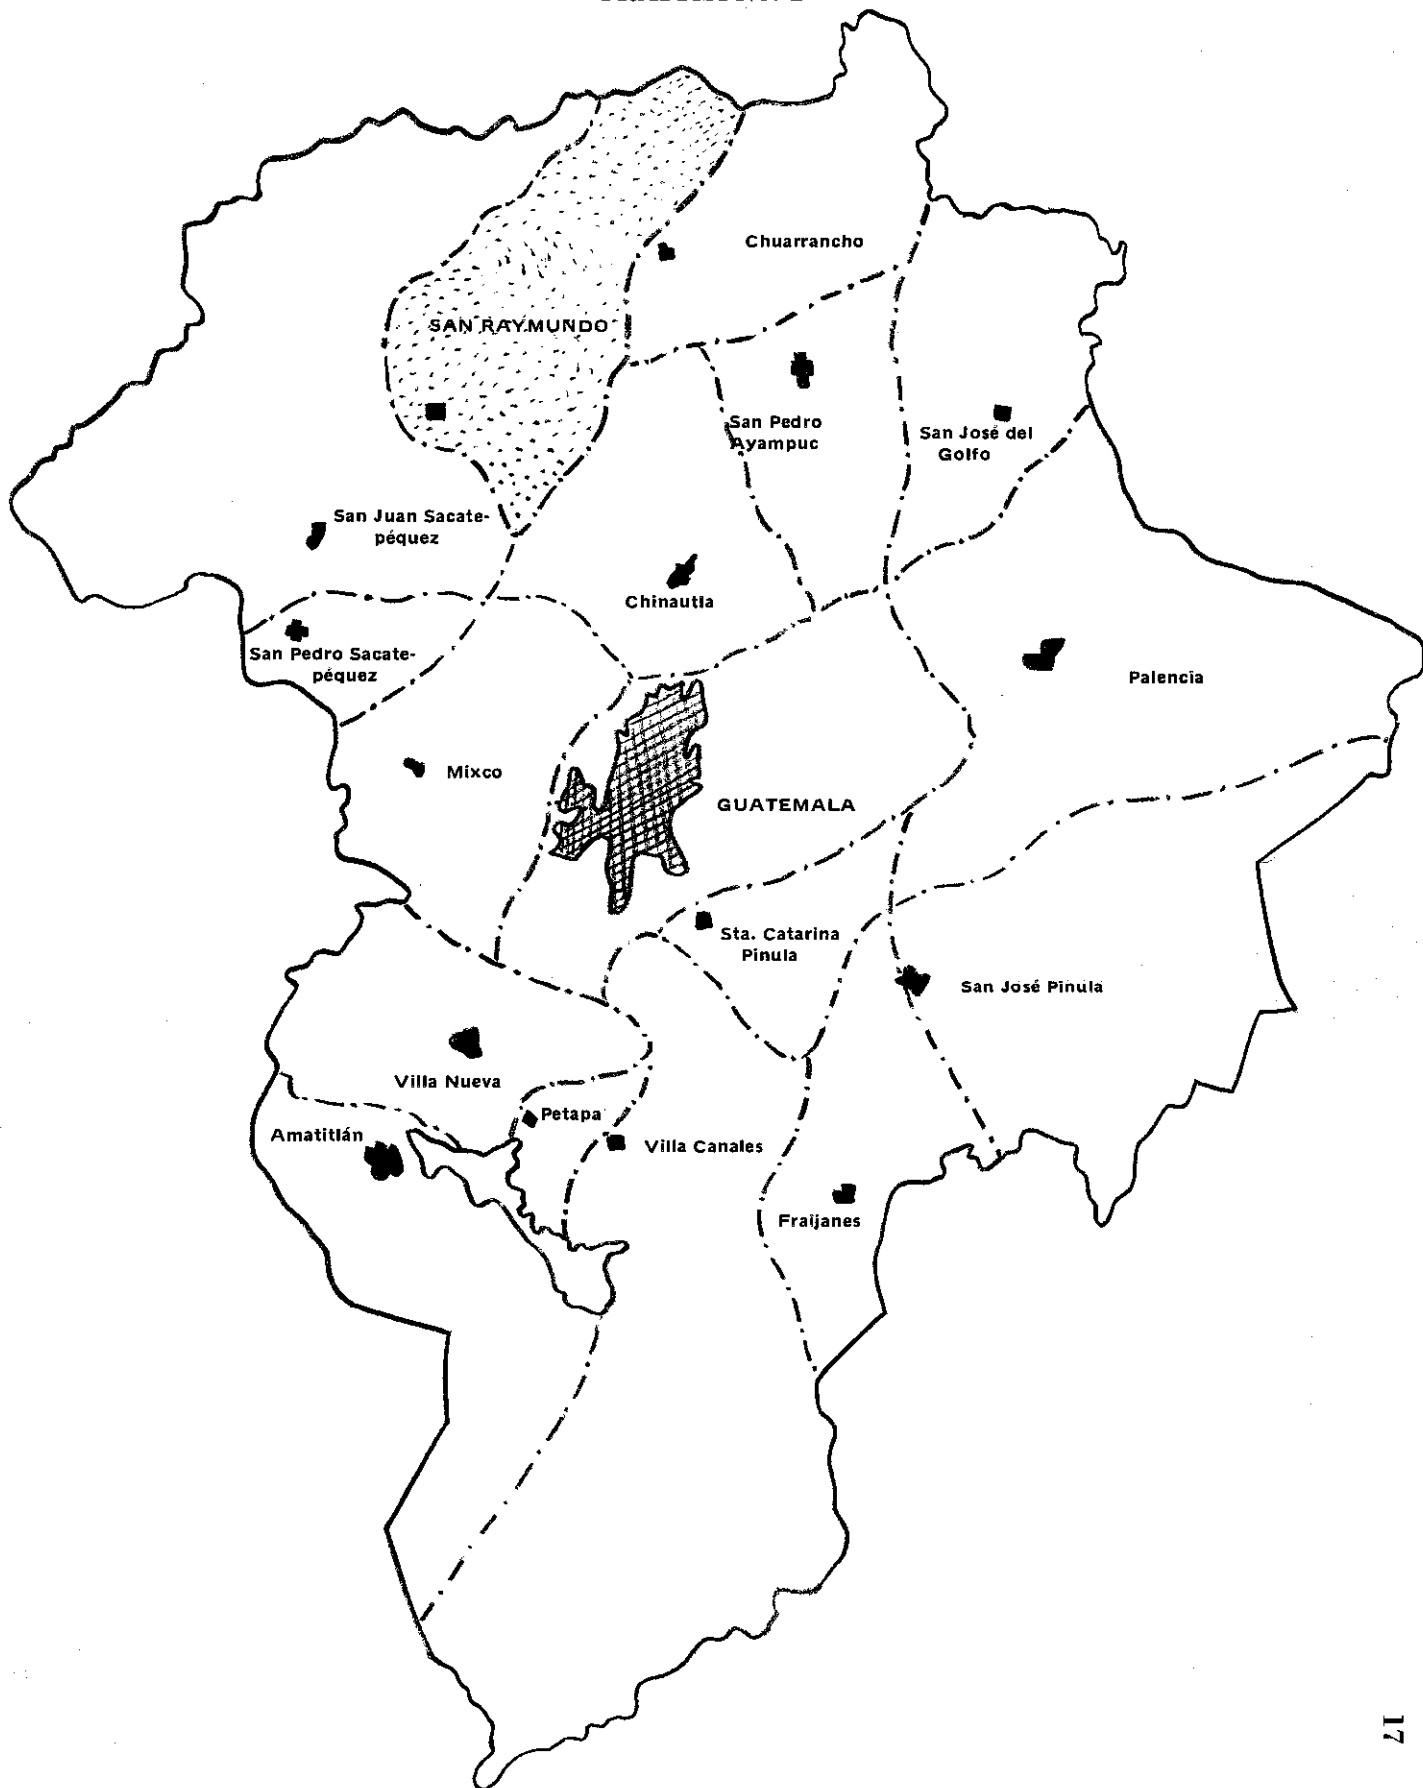 Chuarrancho
SAN RAYMUNDO
San Pedro
Ayampuc
San José del
Golfo
San Juan Sacate-
péquez
Chinautla
San Pedro Sacate-
péquez
Palencia
Mixco
GUATEMALA
Sta. Catarina
Pinula
San José Pinula
Villa Nueva
Petapa
Amatitlán
Villa Canales
Fraijanes
17